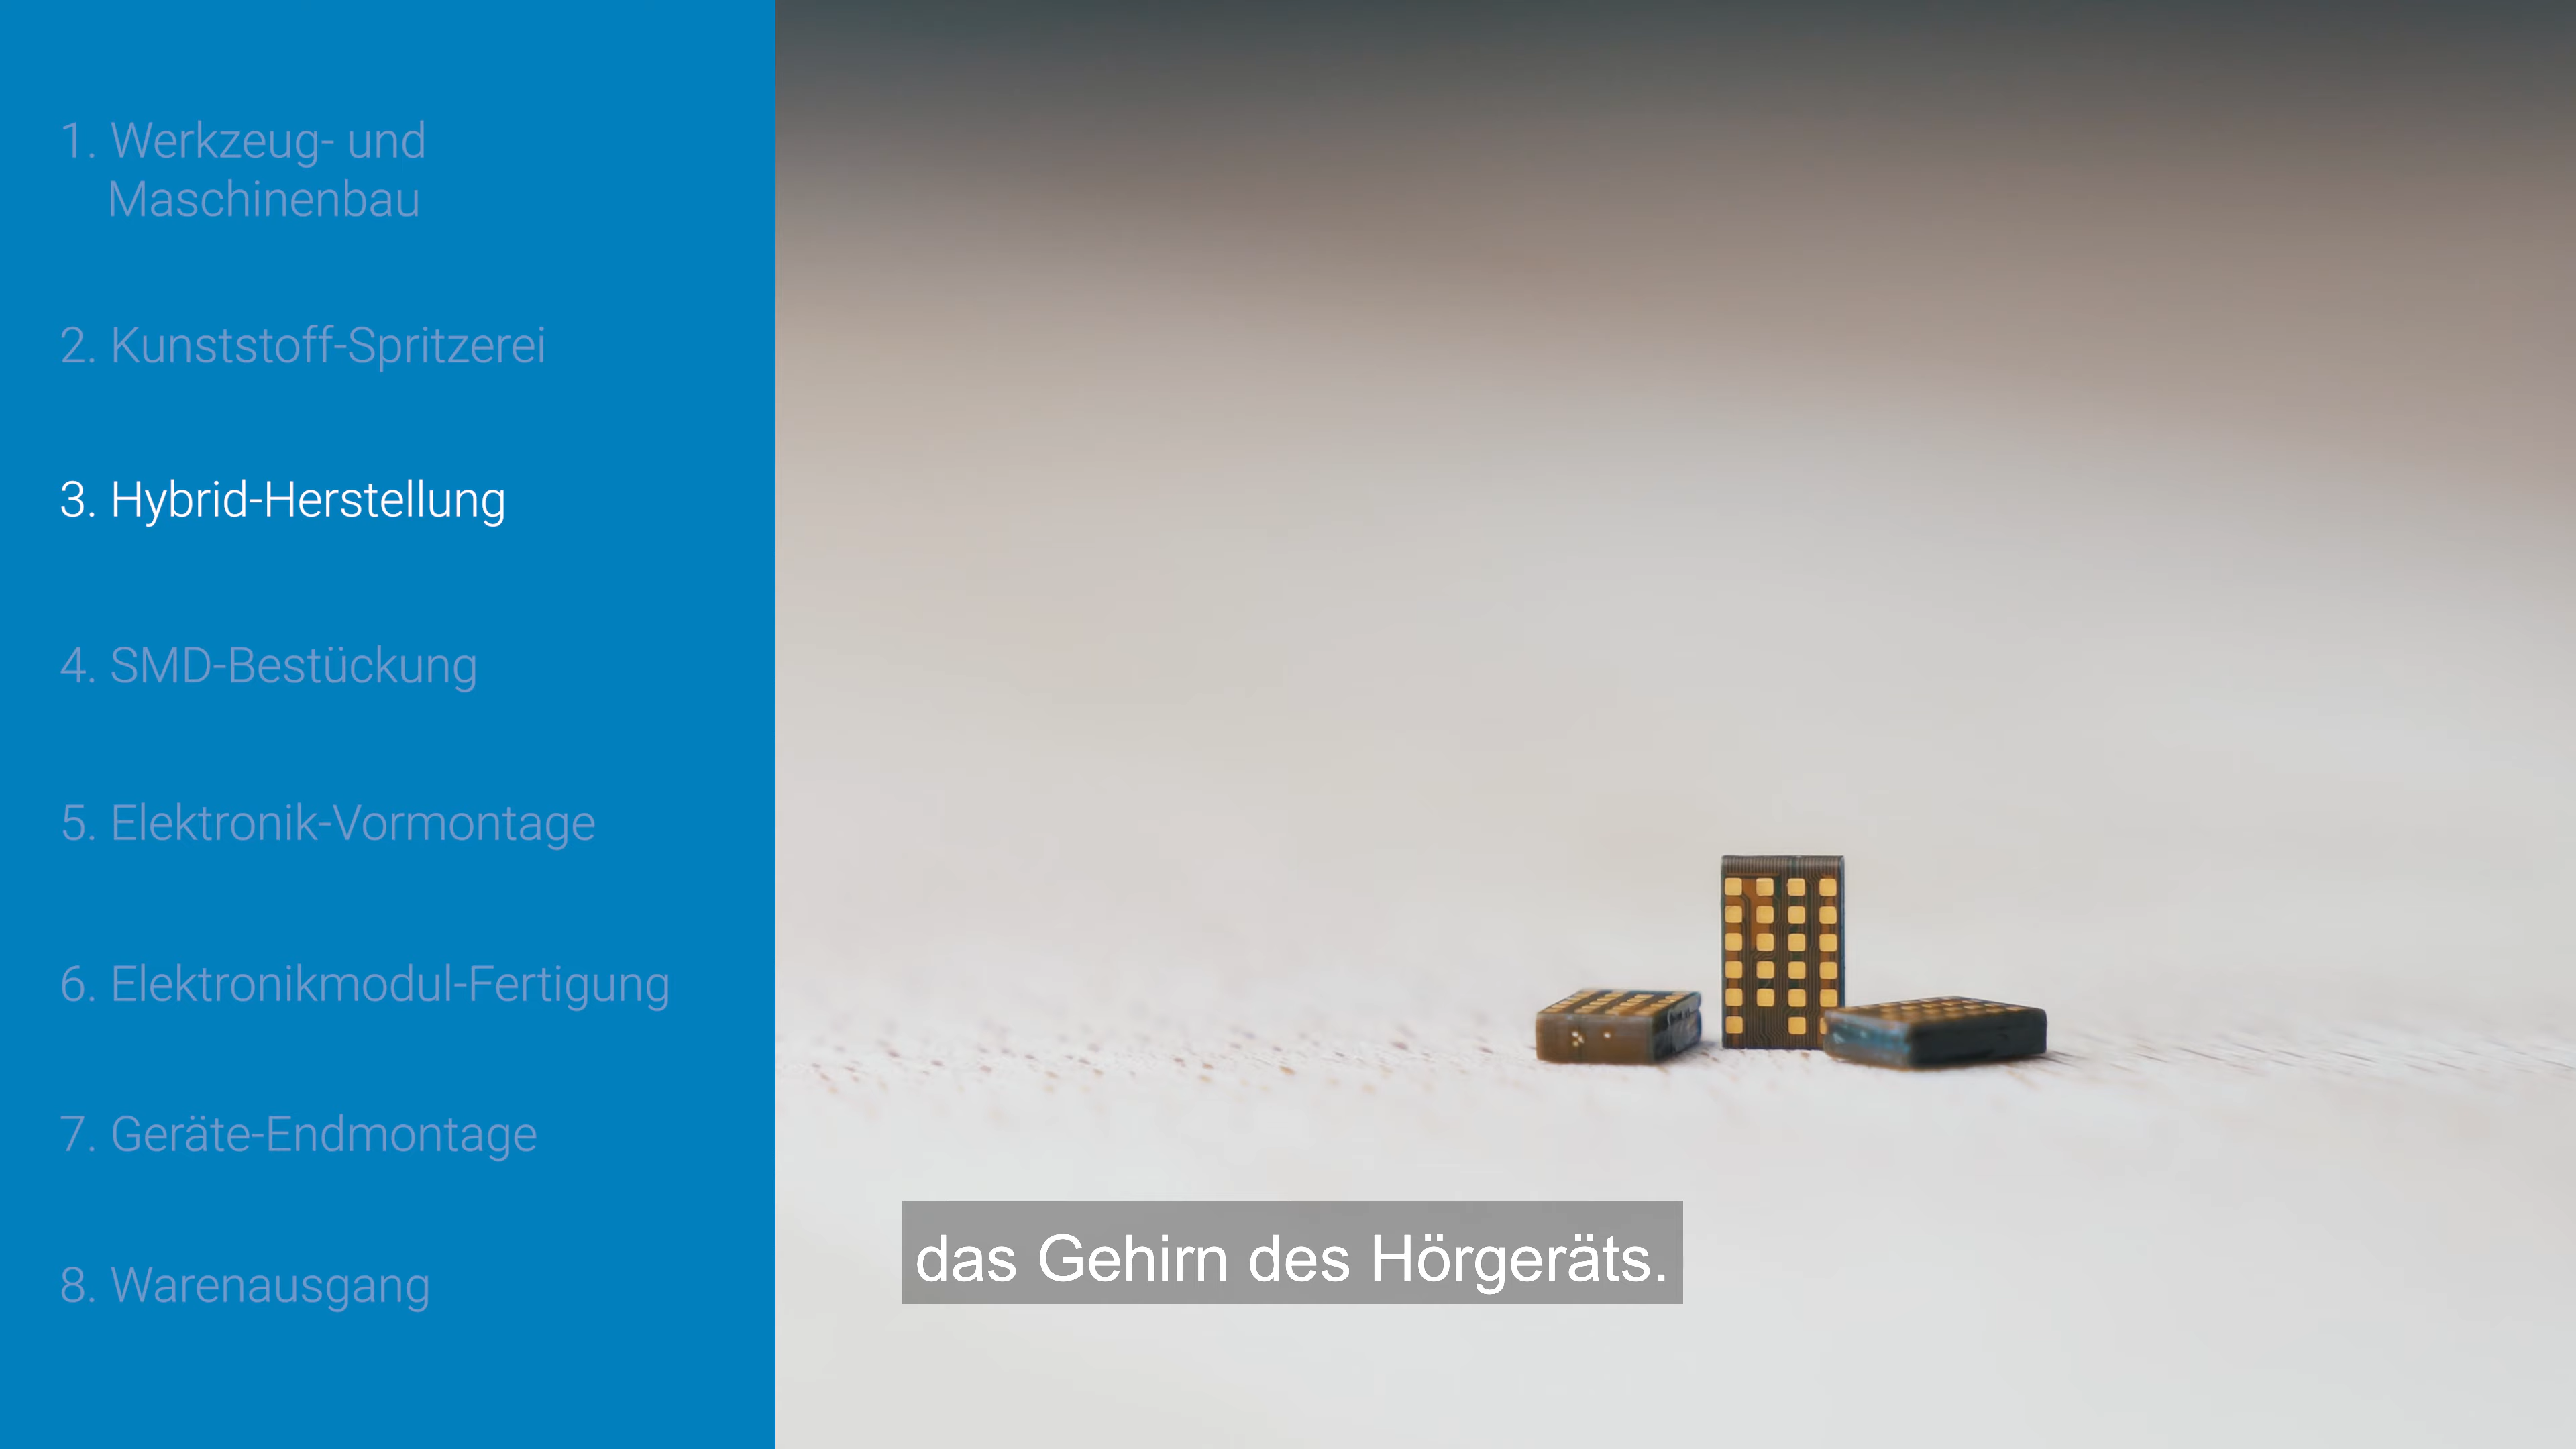 1. Werkzeug- und
Maschinenbau
2. Kunststoff-Spritzerei
3. Hybrid-Herstellung
4. SMD-Bestückung
5. Elektronik-Vormontage
6. Elektronikmodul-Fertigung
7. Geräte-Endmontage
8. Warenausgang
das Gehirn des Hörgeräts.